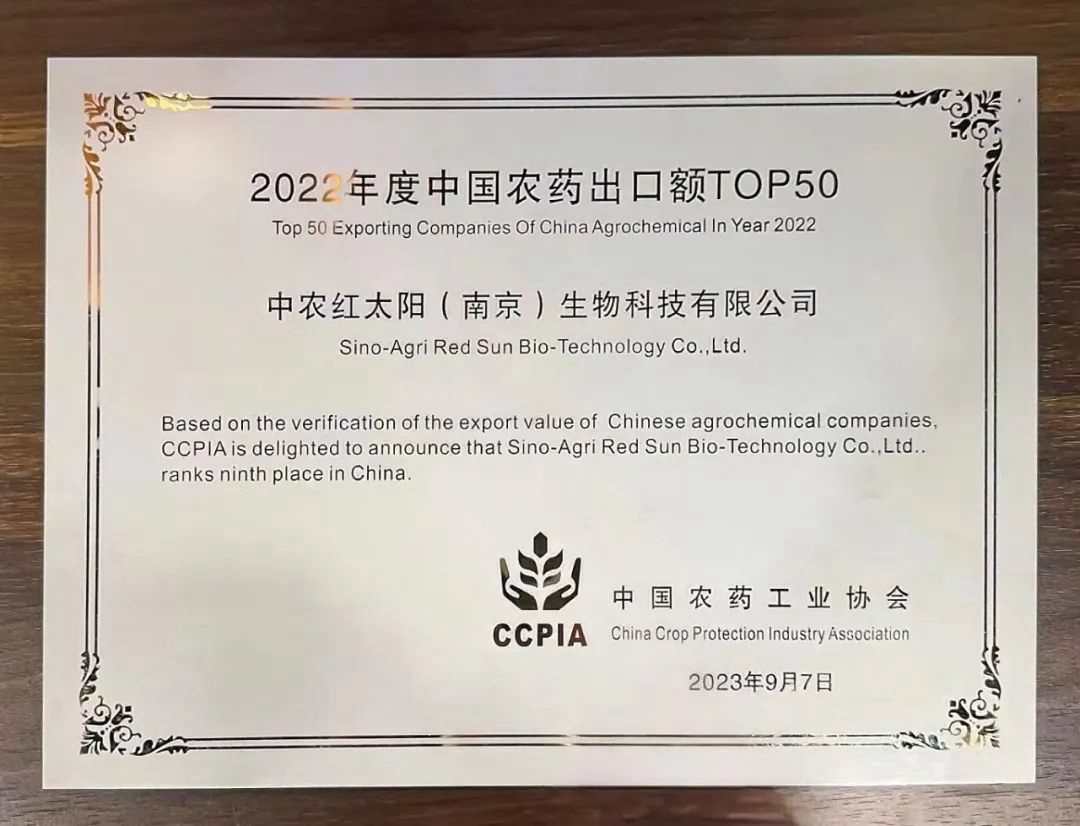 2022年度中国农药出口额TOP50
Top 50 Exporting Companies Of China Agrochemical In Year 2022
中农红太阳（南京）生物科技有限公司
Sino-Agri Red Sun Bio-Technology Co.,Ltd.
Based on the verification of the export value of Chinese agrochemical companies,
CCPIA is delighted to announce that Sino-Agri Red Sun Bio-Technology Co.,Ltd..
ranks ninth place in China.
CCPIA
中国农药工业协会
China Crop Protection Industry Association
2023年9月7日